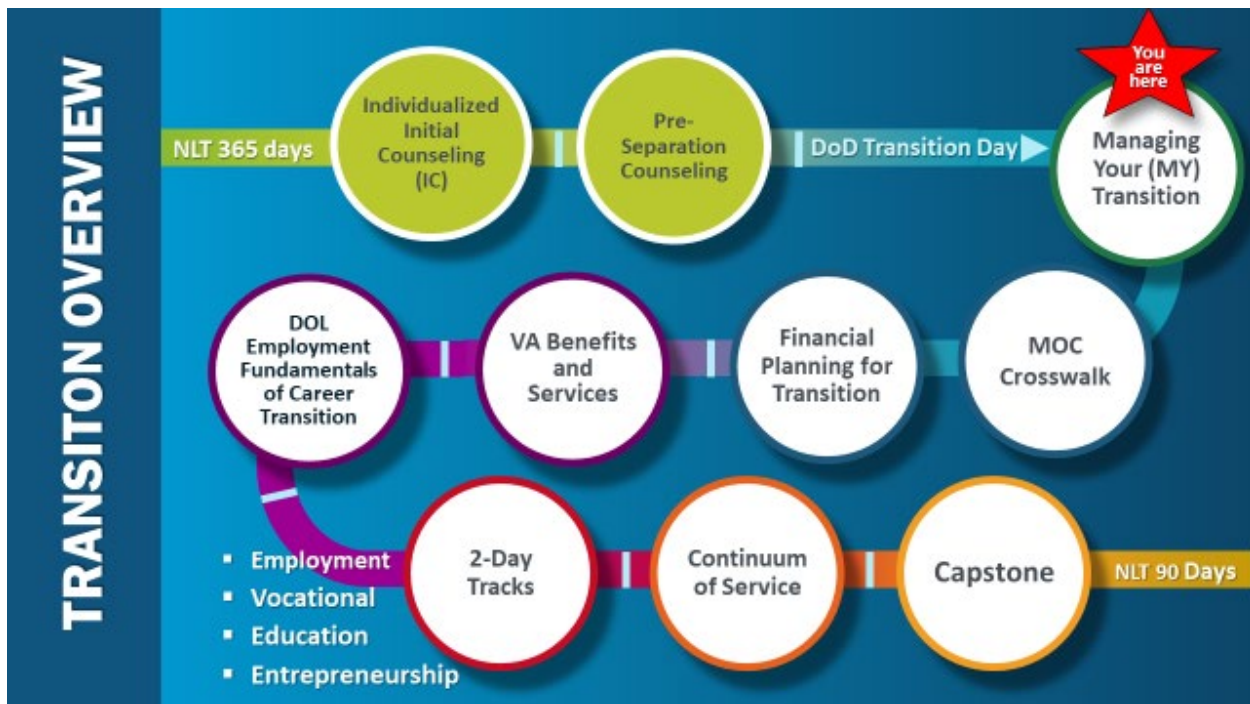 TRANSITON OVERVIEW
NLT 365 days
Individualized
Initial
Counseling
(IC)
Pre-
Separation
Counseling
DoD Transition Day
You
are
here
Managing
Your (MY)
Transition
MOC
Crosswalk
Financial
Planning for
Transition
VA Benefits
and
Services
DOL
Employment
Fundamentals
of Career
Transition
▪ Employment
▪ Vocational
▪ Education
▪ Entrepreneurship
2-Day
Tracks
Continuum
of Service
Capstone
NLT 90 Days